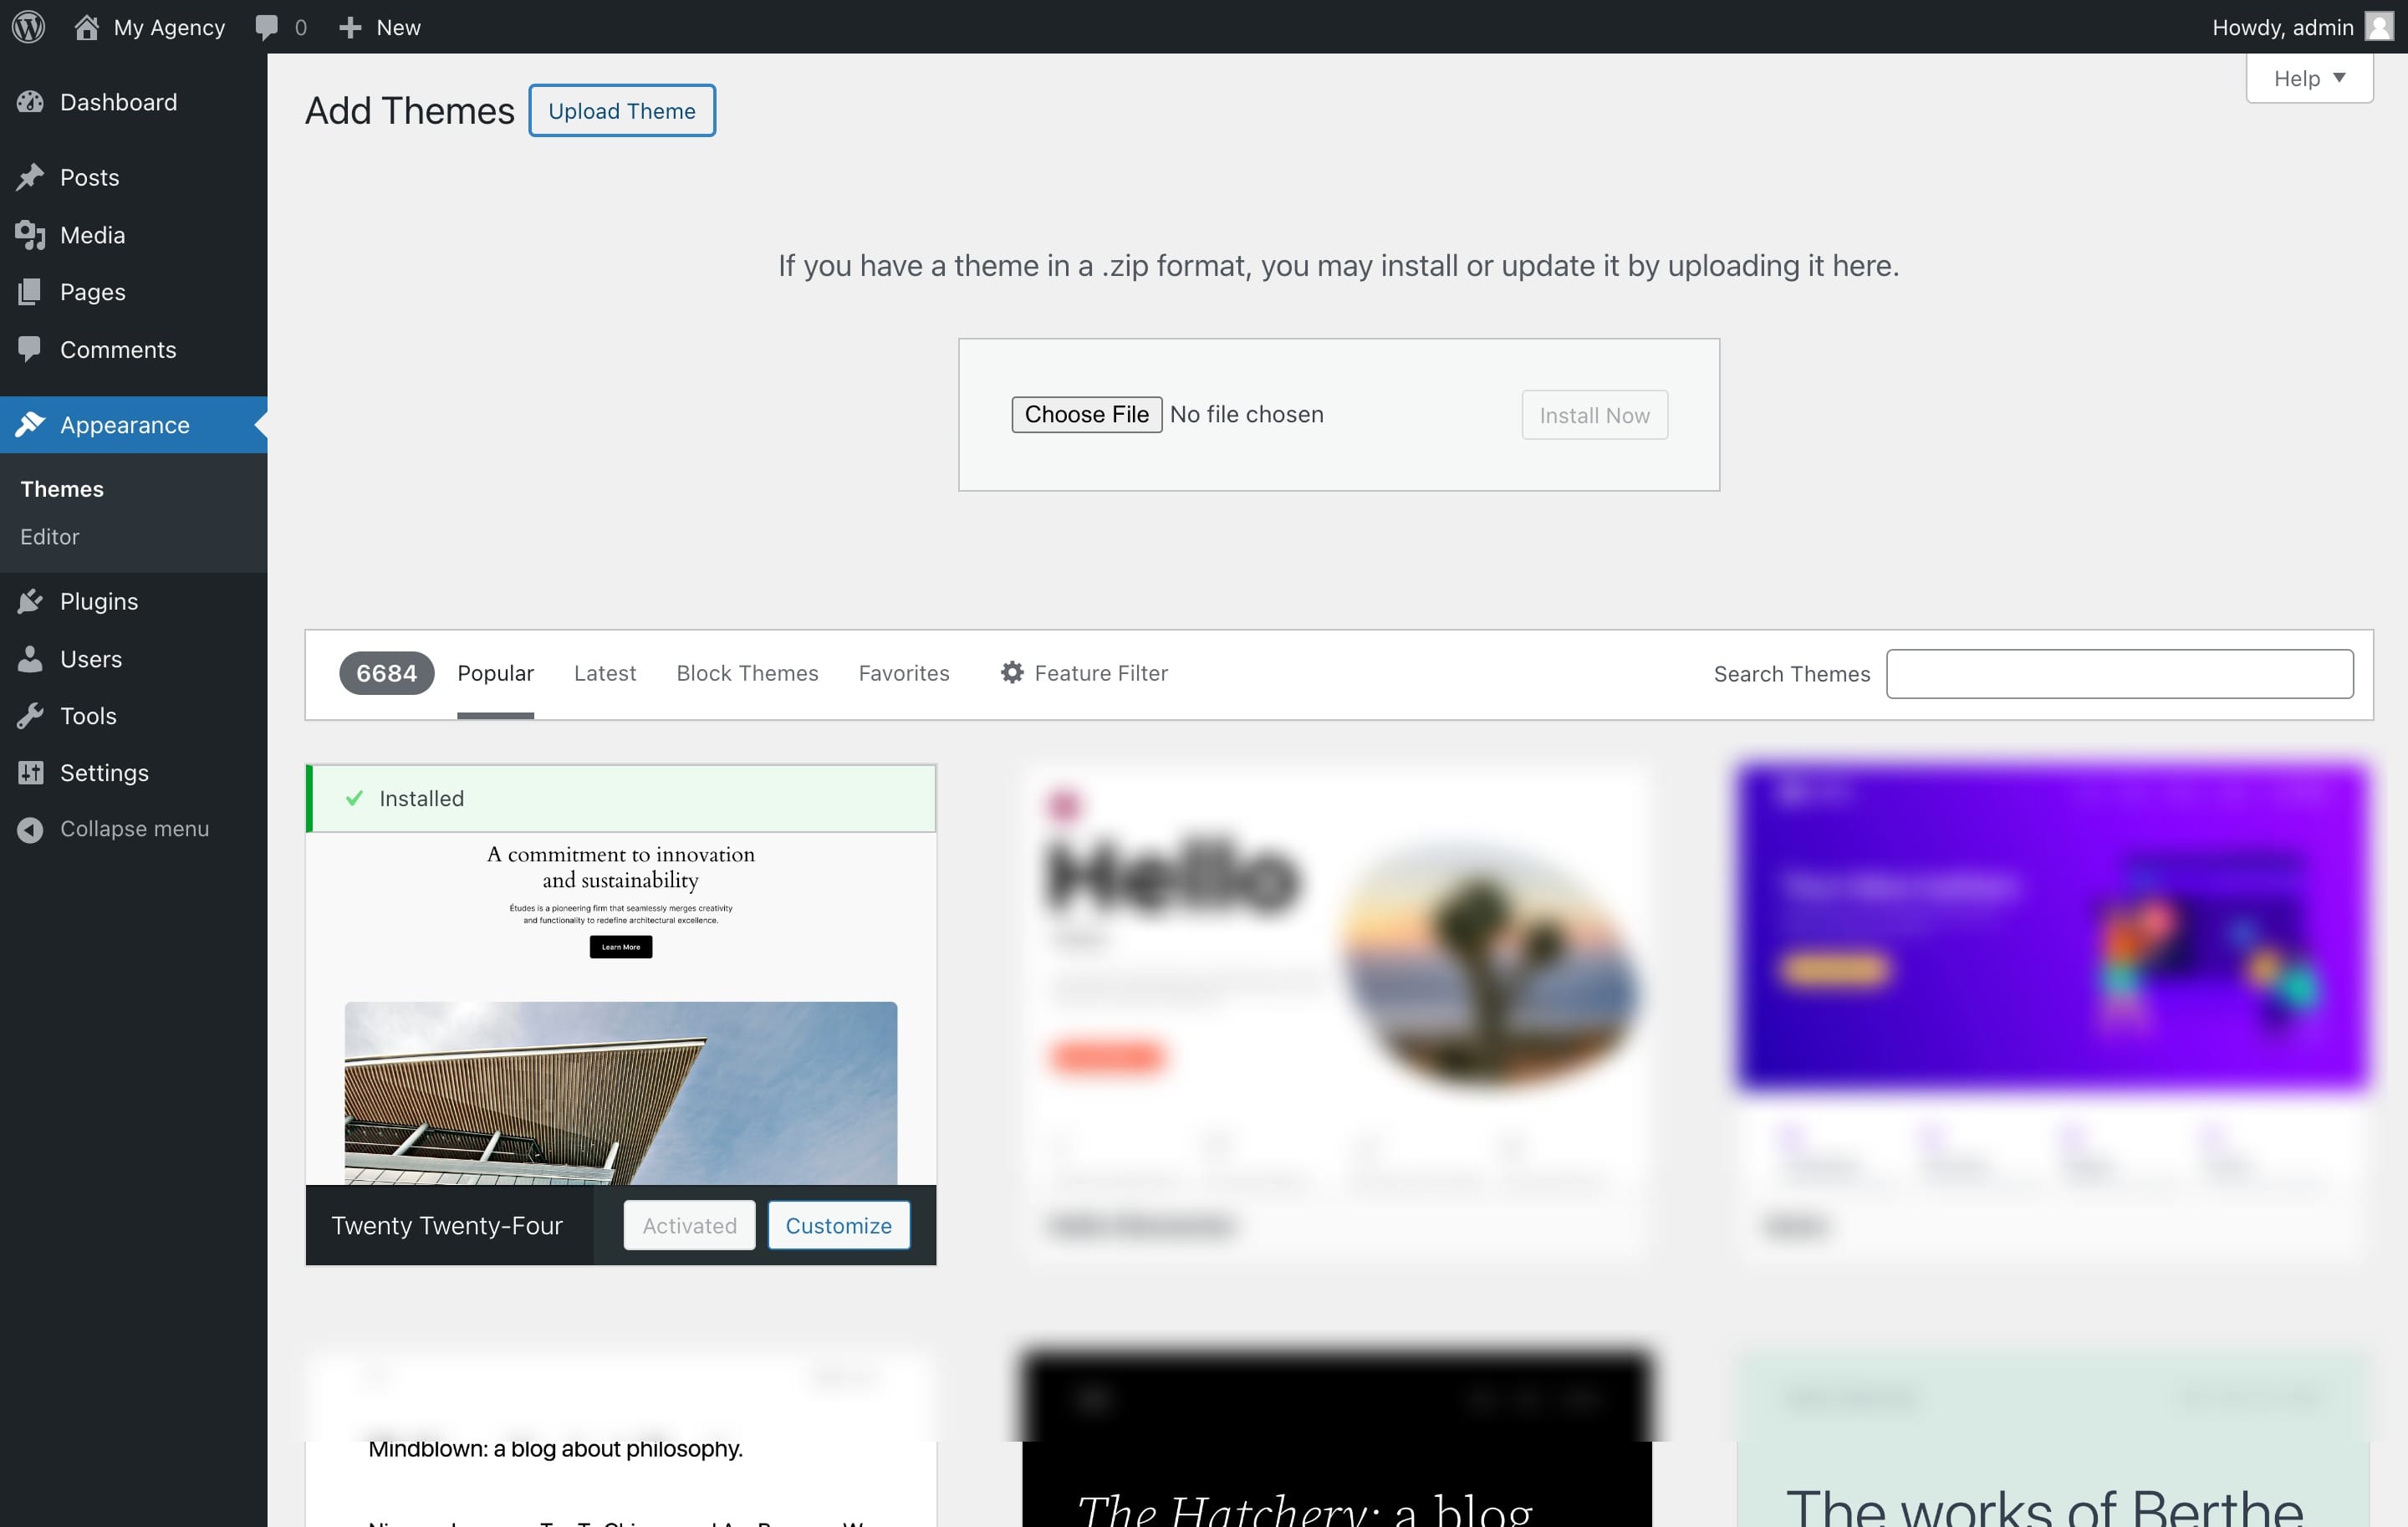 My Agency
0
New
Howdy, admin
Dashboard
Posts
Media
Pages
Comments
Appearance
Themes
Editor
Plugins
Users
Tools
Settings
Collapse menu
Help
Add Themes
Upload Theme
If you have a theme in a .zip format, you may install or update it by uploading it here.
Choose File No file chosen
Install Now
6684
Popular
Latest
Block Themes
Favorites
Feature Filter
Search Themes
Installed
A commitment to innovation
and sustainability
Études is a pioneering firm that seamlessly merges creativity
and functionality to redefine architectural excellence.
Learn More
Twenty Twenty-Four
Activated
Customize
Hello
Mindblown: a blog about philosophy.
The Hatchery: a blog
The works of Berthe